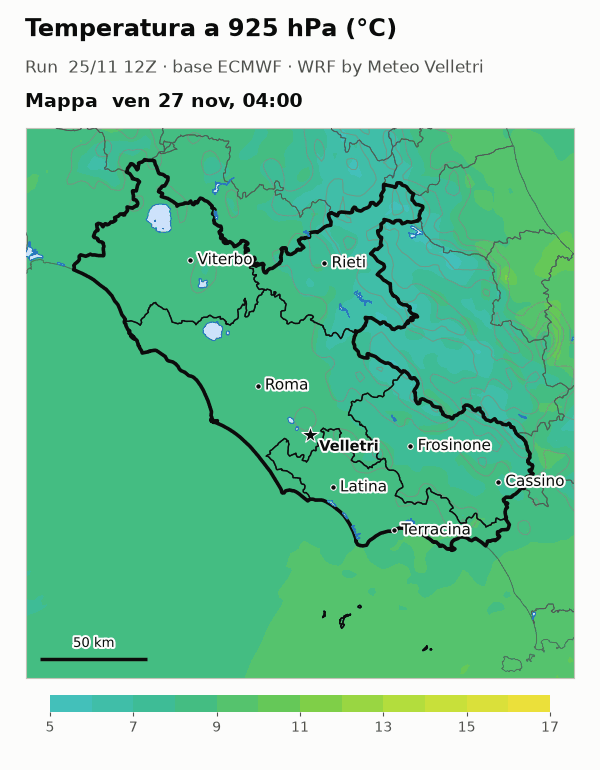 Temperatura a 925 hPa (°C)
Run  25/11 12Z · base ECMWF · WRF by Meteo Velletri
Mappa  ven 27 nov, 04:00
Viterbo
Rieti
Roma
Velletri
Frosinone
Latina
Cassino
Terracina
50 km
5 7 9 11 13 15 17